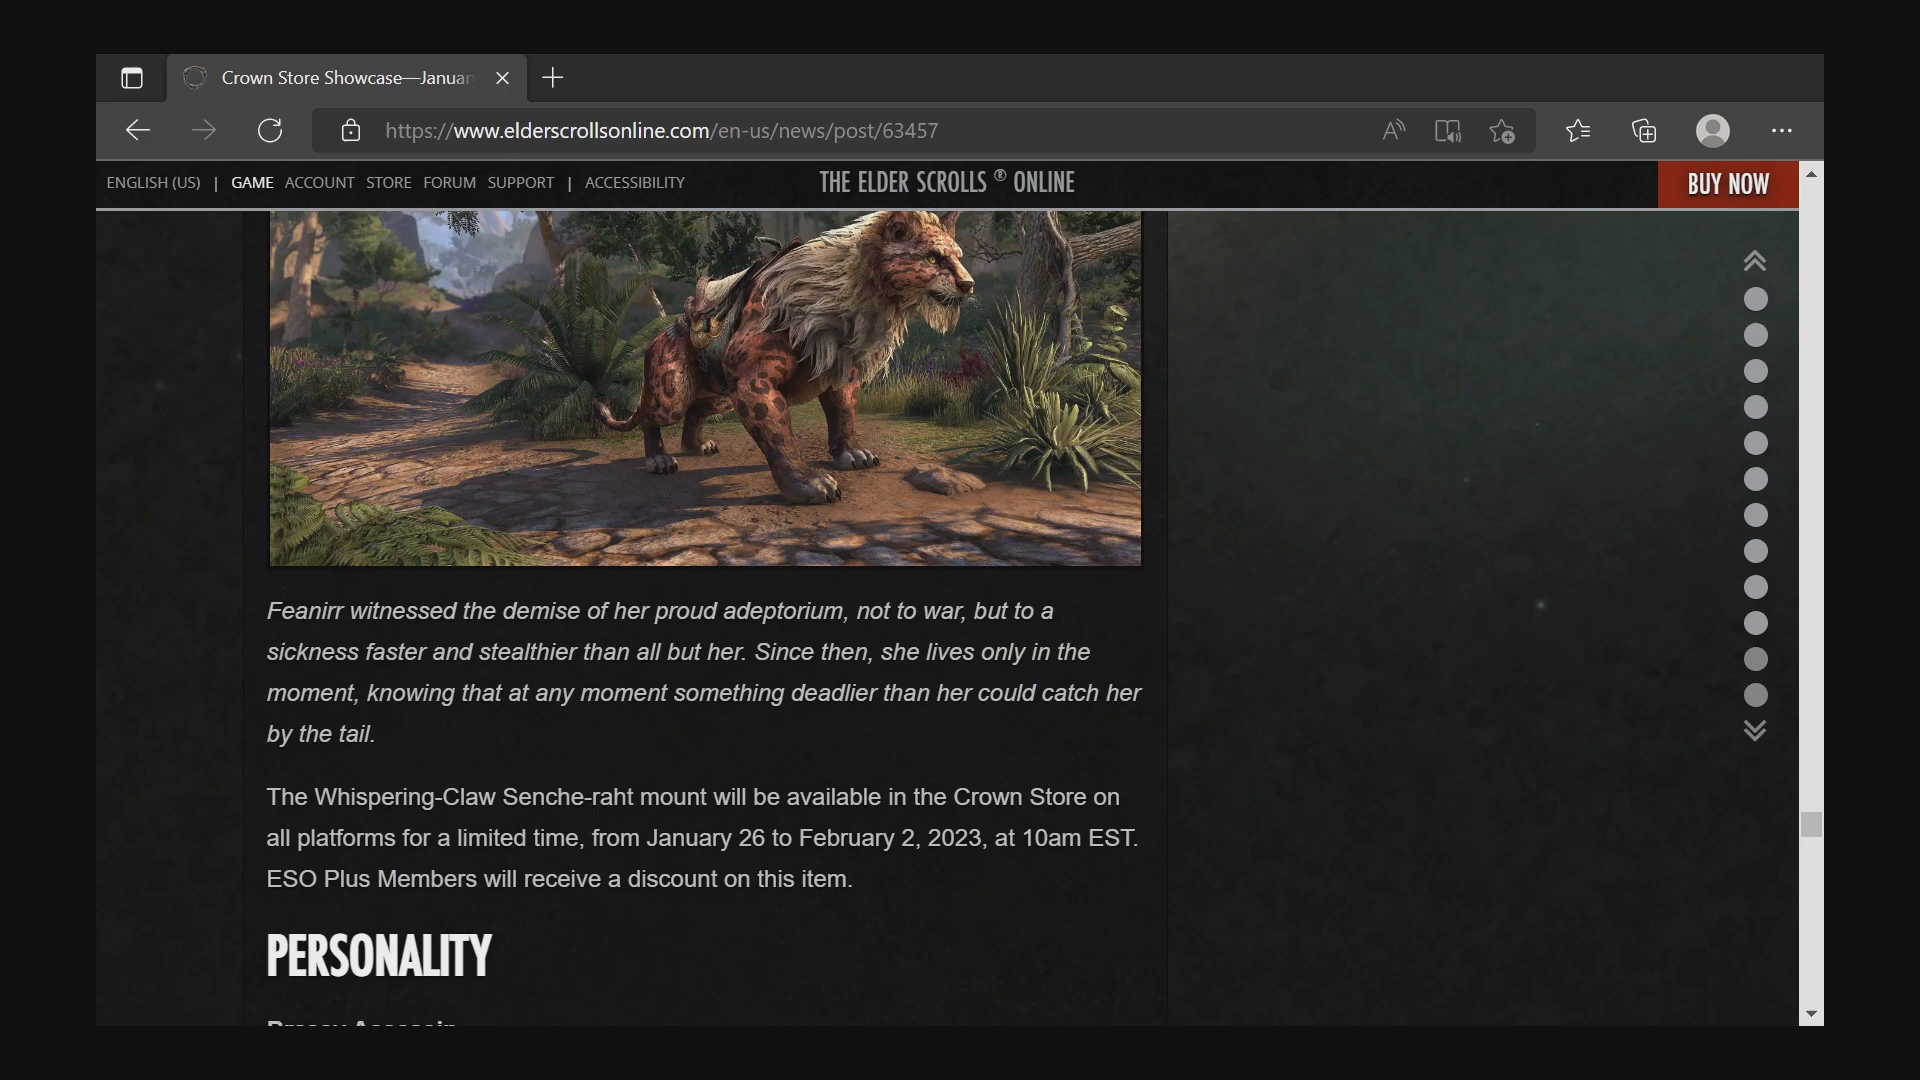 Crown Store Showcase—Januar
https://www.elderscrollsonline.com/en-us/news/post/63457
ENGLISH (US) | GAME ACCOUNT STORE FORUM SUPPORT | ACCESSIBILITY
THE ELDER SCROLLS ® ONLINE
BUY NOW
Feanirr witnessed the demise of her proud adeptorium, not to war, but to a
sickness faster and stealthier than all but her. Since then, she lives only in the
moment, knowing that at any moment something deadlier than her could catch her
by the tail.
The Whispering-Claw Senche-raht mount will be available in the Crown Store on
all platforms for a limited time, from January 26 to February 2, 2023, at 10am EST.
ESO Plus Members will receive a discount on this item.
PERSONALITY